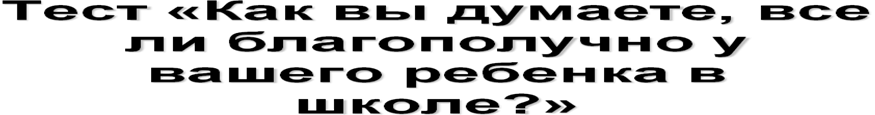 Тест «Как вы думаете, все
ли благополучно у
вашего ребенка в
школе?»